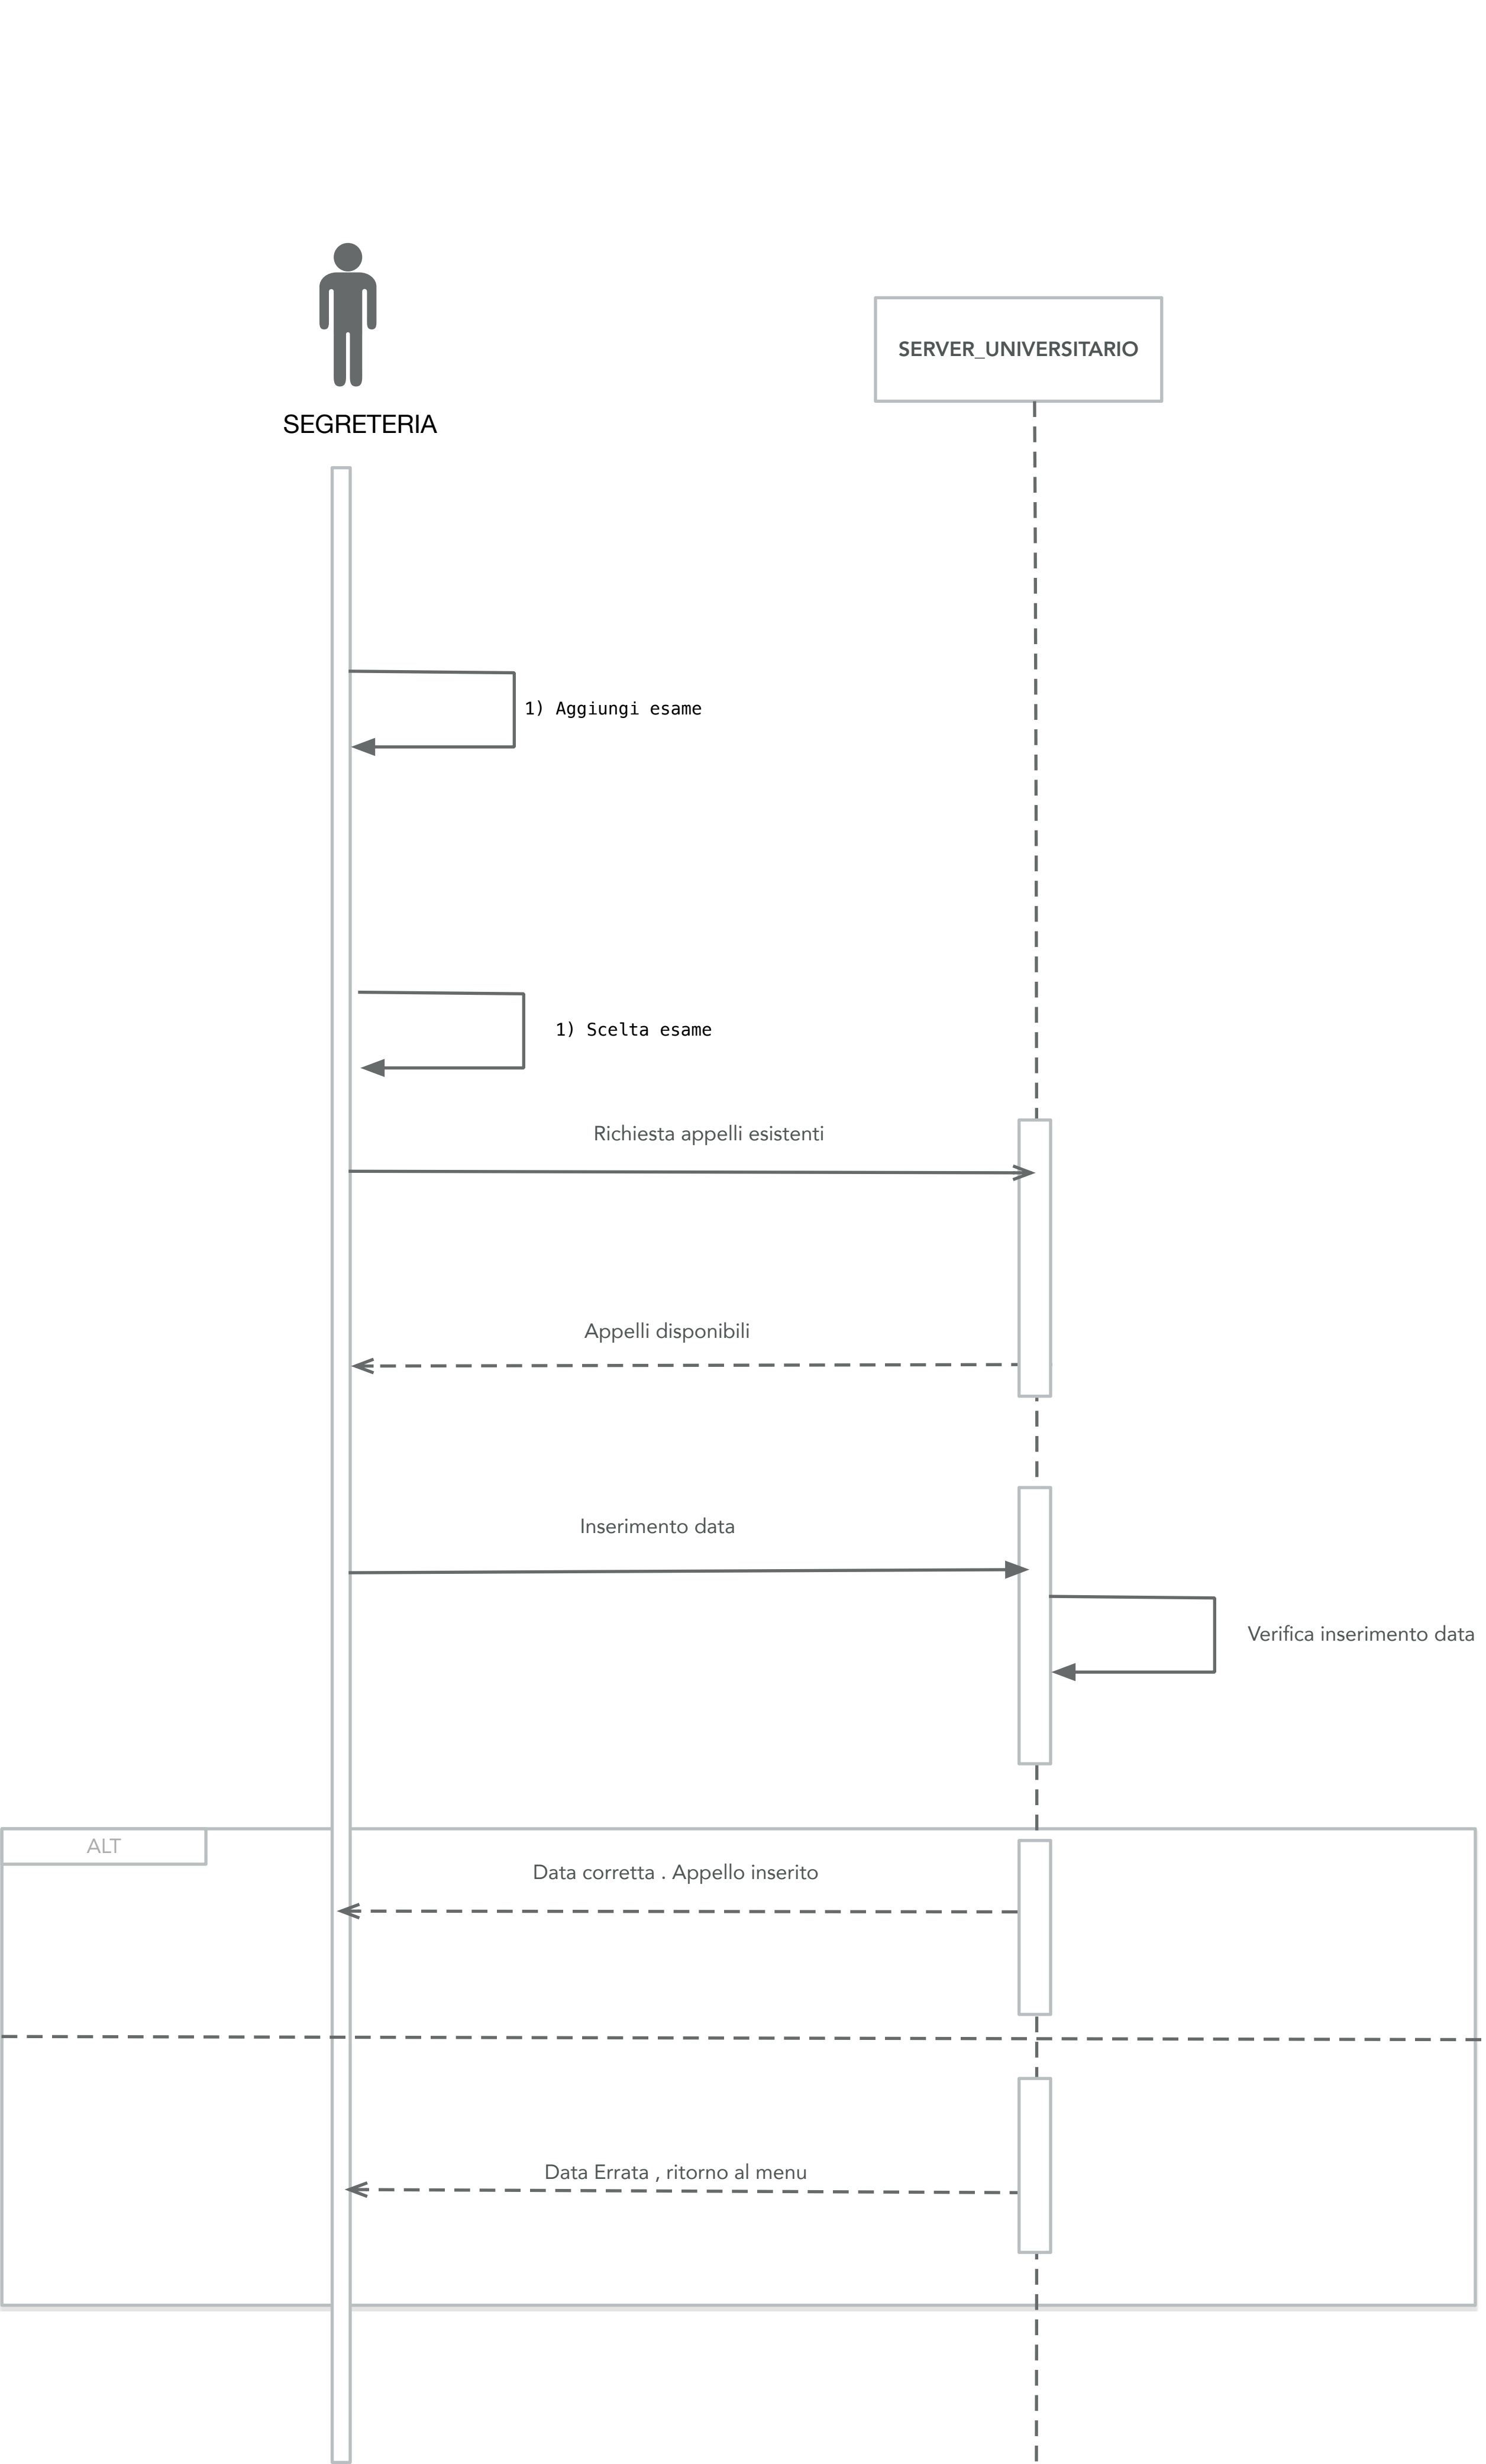 SERVER_UNIVERSITARIO
SEGRETERIA
1) Aggiungi esame
1) Scelta esame
Richiesta appelli esistenti
Appelli disponibili
Inserimento data
Verifica inserimento data
ALT
Data corretta . Appello inserito
Data Errata , ritorno al menu